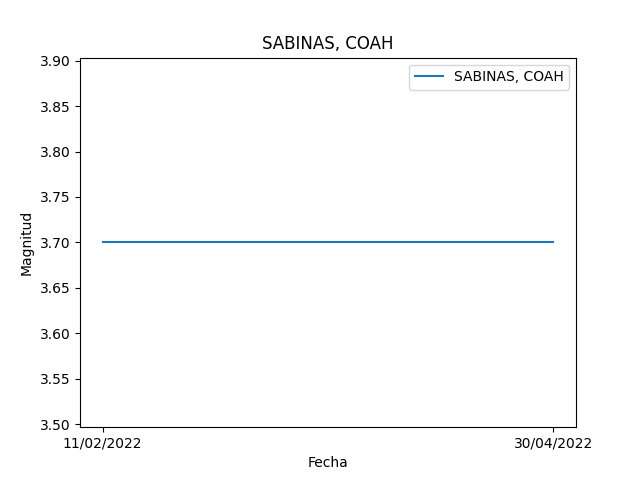 SABINAS, COAH
SABINAS, COAH
3.90
3.85
3.80
3.75
3.70
3.65
3.60
3.55
3.50
Magnitud
11/02/2022 30/04/2022
Fecha